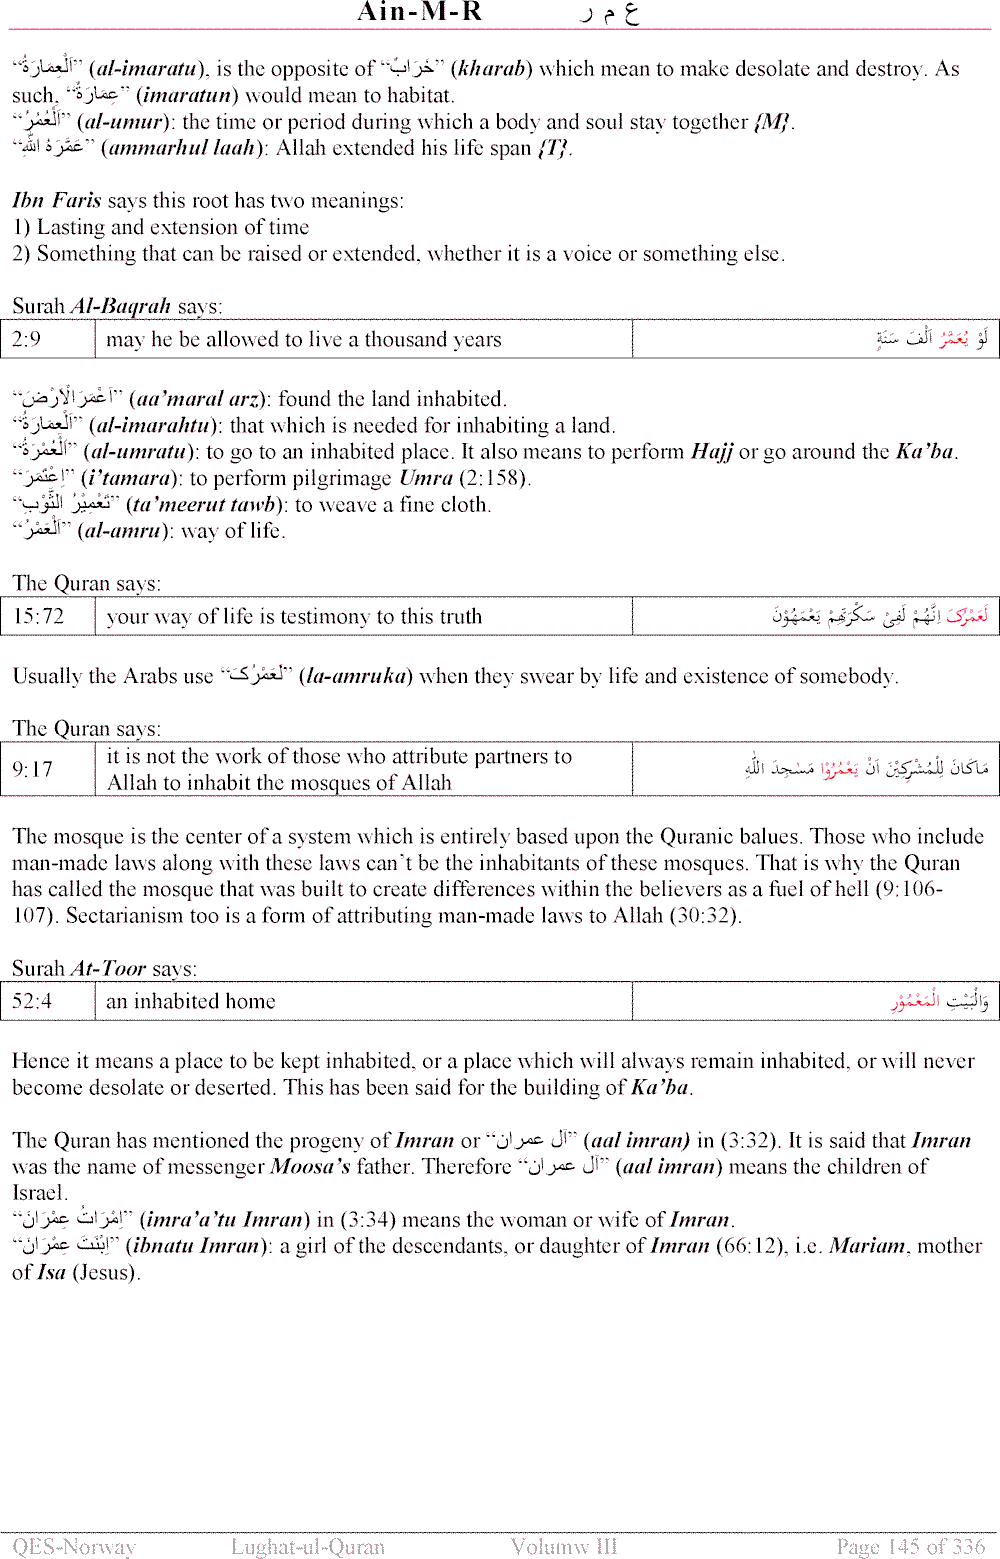 Ain-M-R ع م ر
“اَلْعِمَارَةُ” (al-imaratu), is the opposite of “خَرَابٌ” (kharab) which mean to make desolate and destroy. As
such, “عِمَارَةٌ” (imaratun) would mean to habitat.
“اَلْعُمُرُ” (al-umur): the time or period during which a body and soul stay together {M}.
“عَمَّرَهُ اللهُ” (ammarhul laah): Allah extended his life span {T}.
Ibn Faris says this root has two meanings:
1) Lasting and extension of time
2) Something that can be raised or extended, whether it is a voice or something else.
Surah Al-Baqrah says:
2:9 may he be allowed to live a thousand years لَوْ يُعَمَّرُ اَلْفَ سَنَةٍ
“اَعْمَرَ الْاَرْضَ” (aa’maral arz): found the land inhabited.
“اَلْعِمَارَةُ” (al-imarahtu): that which is needed for inhabiting a land.
“اَلْعُمْرَةُ” (al-umratu): to go to an inhabited place. It also means to perform Hajj or go around the Ka’ba.
“اِعْتَمَرَ” (i’tamara): to perform pilgrimage Umra (2:158).
“تَعْمِيْرُ الثَّوْبِ” (ta’meerut tawb): to weave a fine cloth.
“اَلْعَمْرُ” (al-amru): way of life.
The Quran says:
15:72 your way of life is testimony to this truth لَعَمْرُکَ اِنَّهُمْ لَفِیْ سَکْرَتِهِمْ يَعْمَهُوْنَ
Usually the Arabs use “لَعَمْرُکَ” (la-amruka) when they swear by life and existence of somebody.
The Quran says:
9:17 it is not the work of those who attribute partners to مَاکَانَ لِلْمُشْرِکِيْنَ اَنْ يَعْمُرُوْا مَسٰجِدَ اللّٰهِ
Allah to inhabit the mosques of Allah
The mosque is the center of a system which is entirely based upon the Quranic balues. Those who include
man-made laws along with these laws can’t be the inhabitants of these mosques. That is why the Quran
has called the mosque that was built to create differences within the believers as a fuel of hell (9:106-
107). Sectarianism too is a form of attributing man-made laws to Allah (30:32).
Surah At-Toor says:
52:4 an inhabited home وَالْبَيْتِ الْمَعْمُوْرِ
Hence it means a place to be kept inhabited, or a place which will always remain inhabited, or will never
become desolate or deserted. This has been said for the building of Ka’ba.
The Quran has mentioned the progeny of Imran or “آل عمران” (aal imran) in (3:32). It is said that Imran
was the name of messenger Moosa’s father. Therefore “آل عمران” (aal imran) means the children of
Israel.
“اِمْرَاتُ عِمْرَانَ” (imra’a’tu Imran) in (3:34) means the woman or wife of Imran.
“اِبْنَتَ عِمْرَانَ” (ibnatu Imran): a girl of the descendants, or daughter of Imran (66:12), i.e. Mariam, mother
of Isa (Jesus).
QES-Norway Lughat-ul-Quran Volumw III Page 145 of 336